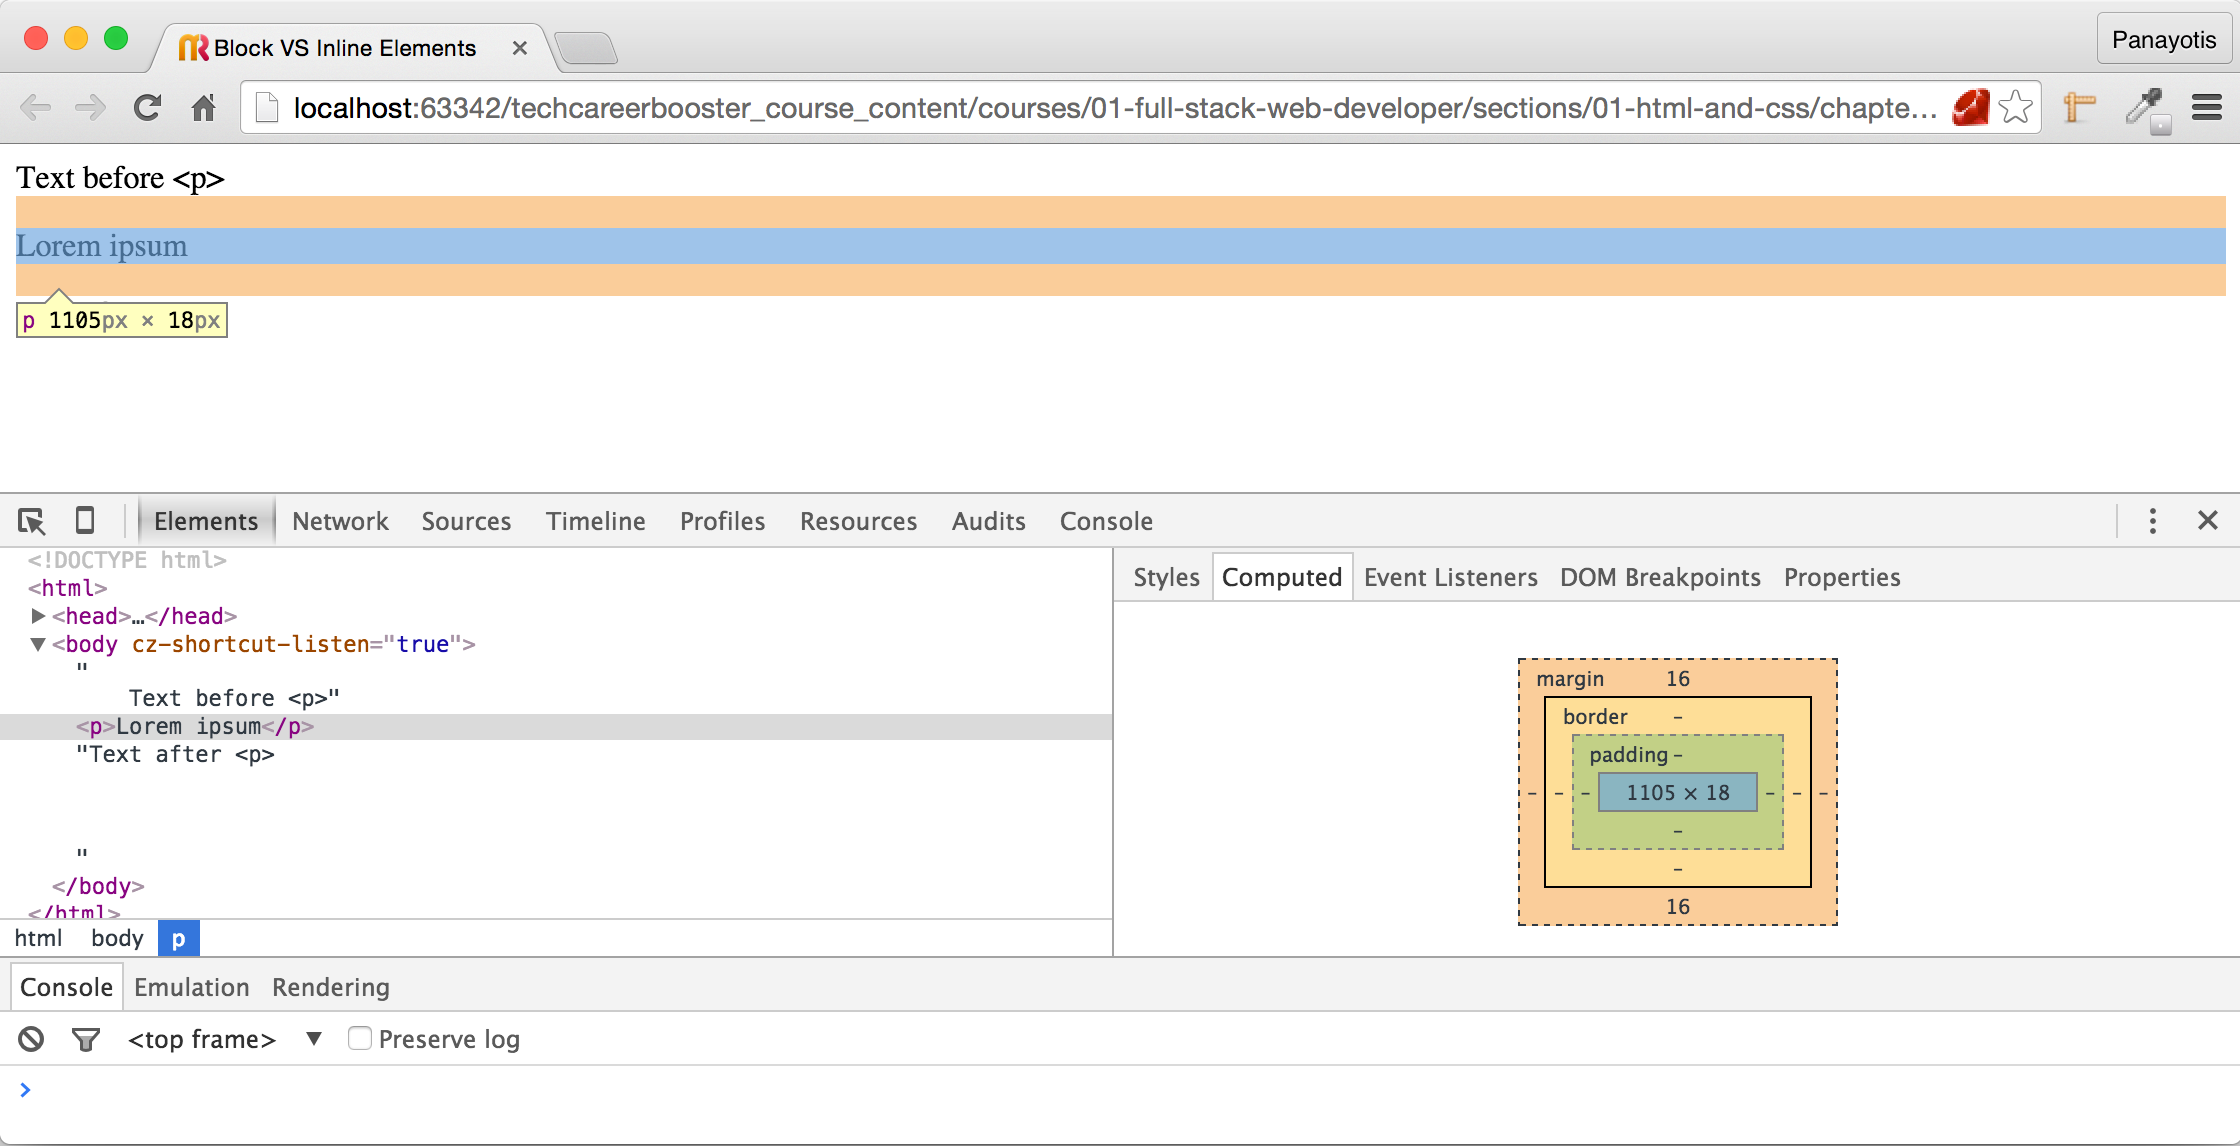 Block VS Inline Elements
Panayotis
localhost:63342/techcareerbooster_course_content/courses/01-full-stack-web-developer/sections/01-html-and-css/chapte...
Text before <p>
Lorem ipsum
p 1105px × 18px
Elements Network Sources Timeline Profiles Resources Audits Console
<!DOCTYPE html>
<html>
<head>…</head>
<body cz-shortcut-listen="true">
"
Text before <p>"
<p>Lorem ipsum</p>
"Text after <p>
"
</body>
</html>
html body p
Styles Computed Event Listeners DOM Breakpoints Properties
margin 16
border -
padding -
- - - 1105 × 18 - - -
-
-
16
Console Emulation Rendering
<top frame> ▼ Preserve log
>